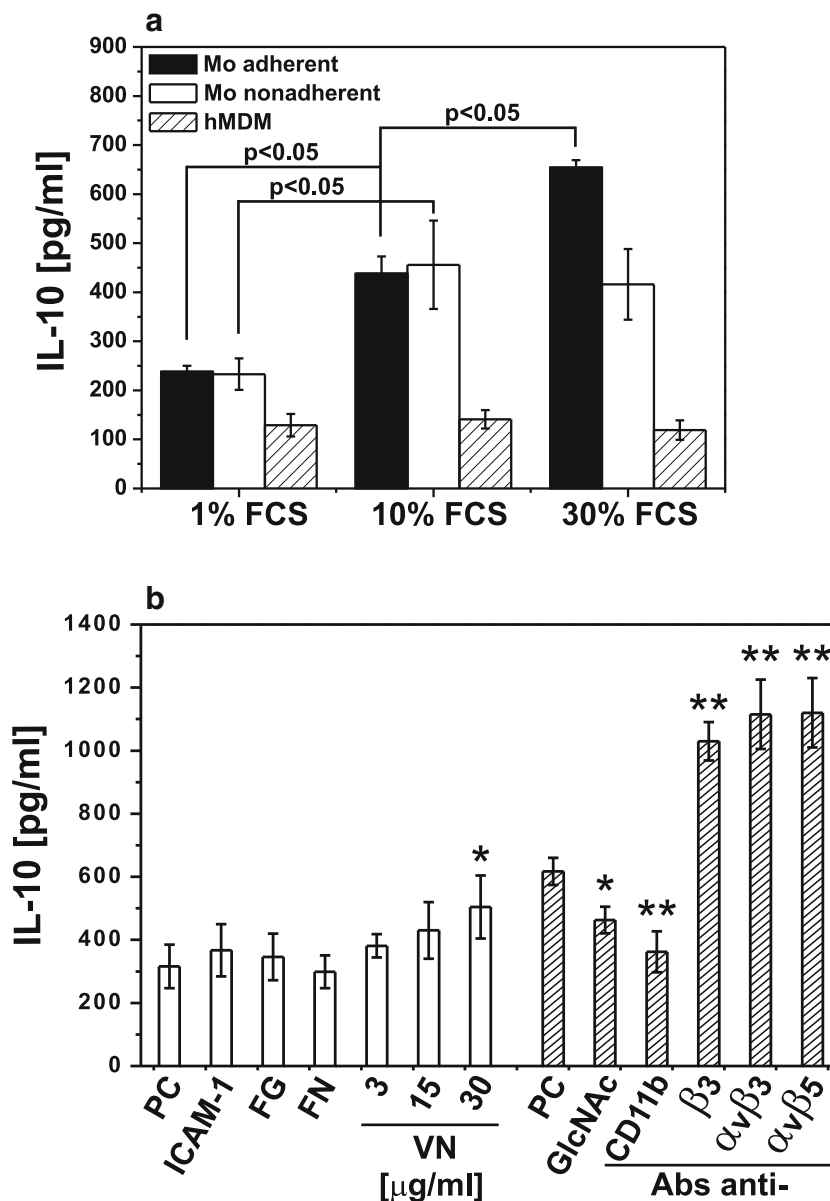 a
900
800
700
600
500
400
300
200
100
0
IL-10 [pg/ml]
Mo adherent
Mo nonadherent
hMDM
p<0.05
p<0.05
p<0.05
1% FCS 10% FCS 30% FCS
b
1400
1200
1000
800
600
400
200
0
IL-10 [pg/ml]
* * ** ** ** **
PC ICAM-1 FG FN 3 15 30 PC GlcNAc CD11b β3 αvβ3 αvβ5
VN
[μg/ml]
Abs anti-